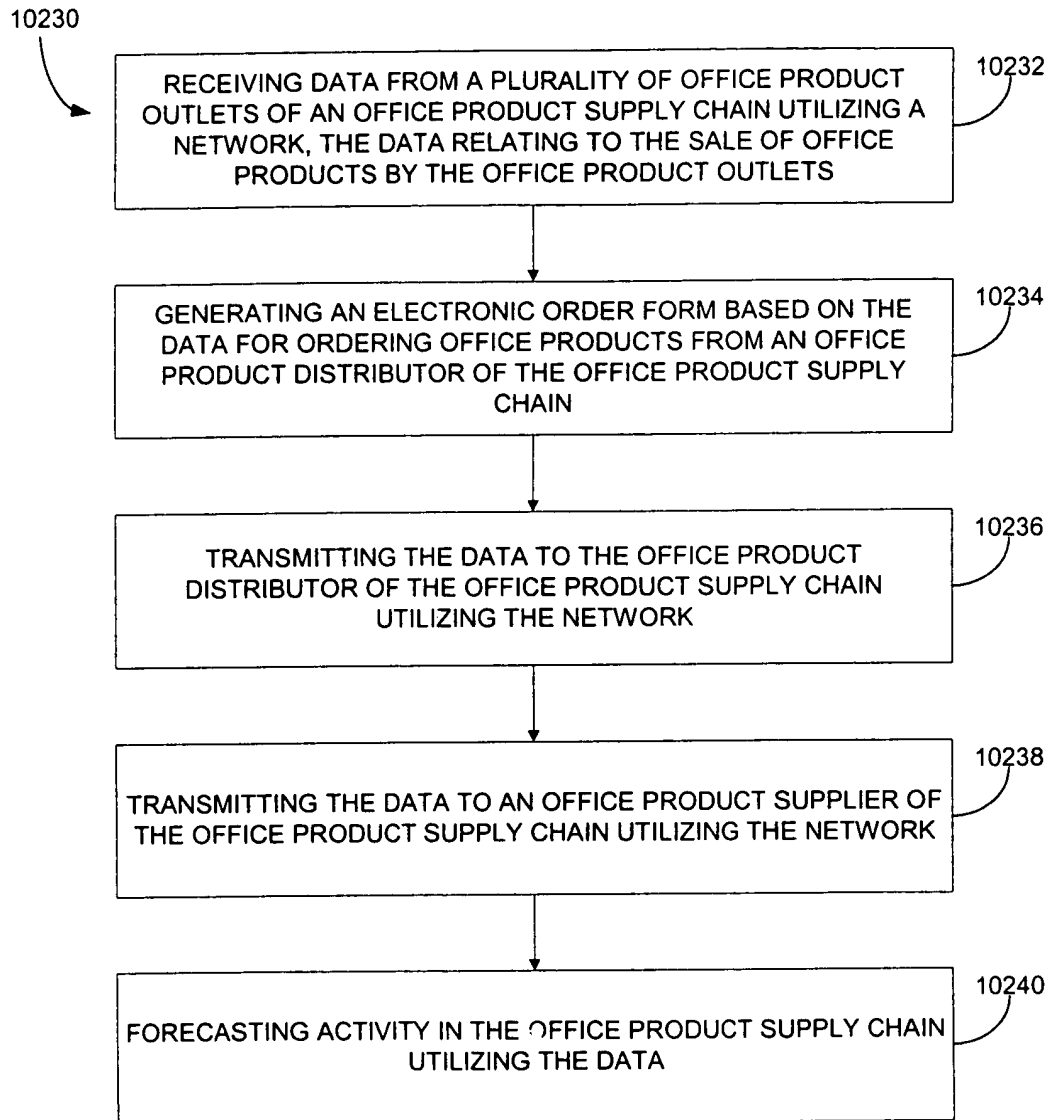 10230
10232
RECEIVING DATA FROM A PLURALITY OF OFFICE PRODUCT
OUTLETS OF AN OFFICE PRODUCT SUPPLY CHAIN UTILIZING A
NETWORK, THE DATA RELATING TO THE SALE OF OFFICE
PRODUCTS BY THE OFFICE PRODUCT OUTLETS
10234
GENERATING AN ELECTRONIC ORDER FORM BASED ON THE
DATA FOR ORDERING OFFICE PRODUCTS FROM AN OFFICE
PRODUCT DISTRIBUTOR OF THE OFFICE PRODUCT SUPPLY
CHAIN
10236
TRANSMITTING THE DATA TO THE OFFICE PRODUCT
DISTRIBUTOR OF THE OFFICE PRODUCT SUPPLY CHAIN
UTILIZING THE NETWORK
10238
TRANSMITTING THE DATA TO AN OFFICE PRODUCT SUPPLIER OF
THE OFFICE PRODUCT SUPPLY CHAIN UTILIZING THE NETWORK
10240
FORECASTING ACTIVITY IN THE OFFICE PRODUCT SUPPLY CHAIN
UTILIZING THE DATA